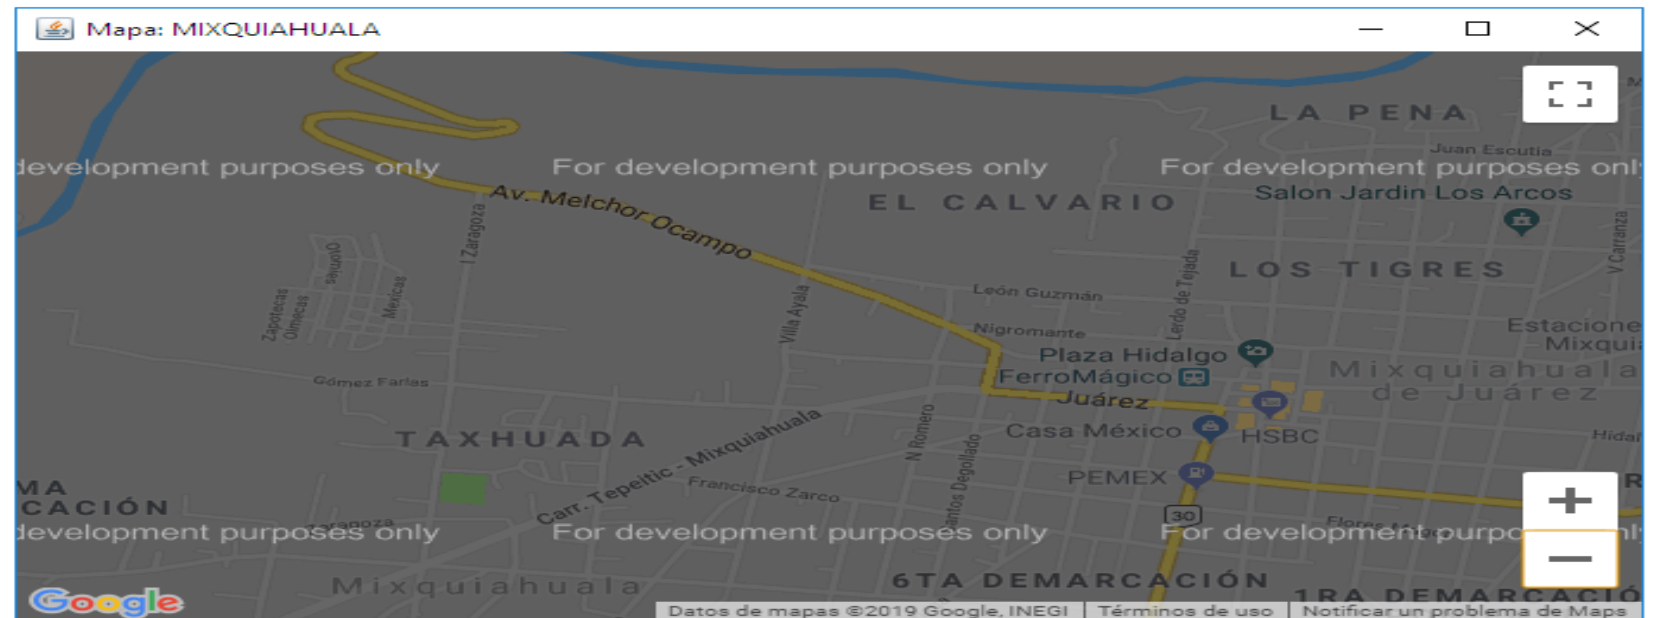 Mapa: MIXQUIAHUALA
LA PENA
Juan Escutia
development purposes only
For development purposes only
For development purposes onl
Salon Jardin Los Arcos
Av. Melchor Ocampo
EL CALVARIO
I Zaragoza
V Carranza
Otomies
LOS TIGRES
Lerdo de Tejada
León Guzmán
Zapotecas
Olmecas
Mexicas
Villa Ayala
Nigromante
Estacione
Mixqui
Plaza Hidalgo
FerroMágico
Mixquiahuala
de Juárez
Gómez Farias
Juárez
TAXHUADA
Carr. Tepeitic - Mixquiahuala
N Romero
Santos Degollado
Casa México
HSBC
Hidal
PEMEX
Francisco Zarco
MA
CACIÓN
30
Zaragoza
development purposes only
For development purposes only
For development purpo
Mixquiahuala
6TA DEMARCACIÓN
1RA DEMARCACIÓ
Google
Datos de mapas ©2019 Google, INEGI
Términos de uso
Notificar un problema de Maps